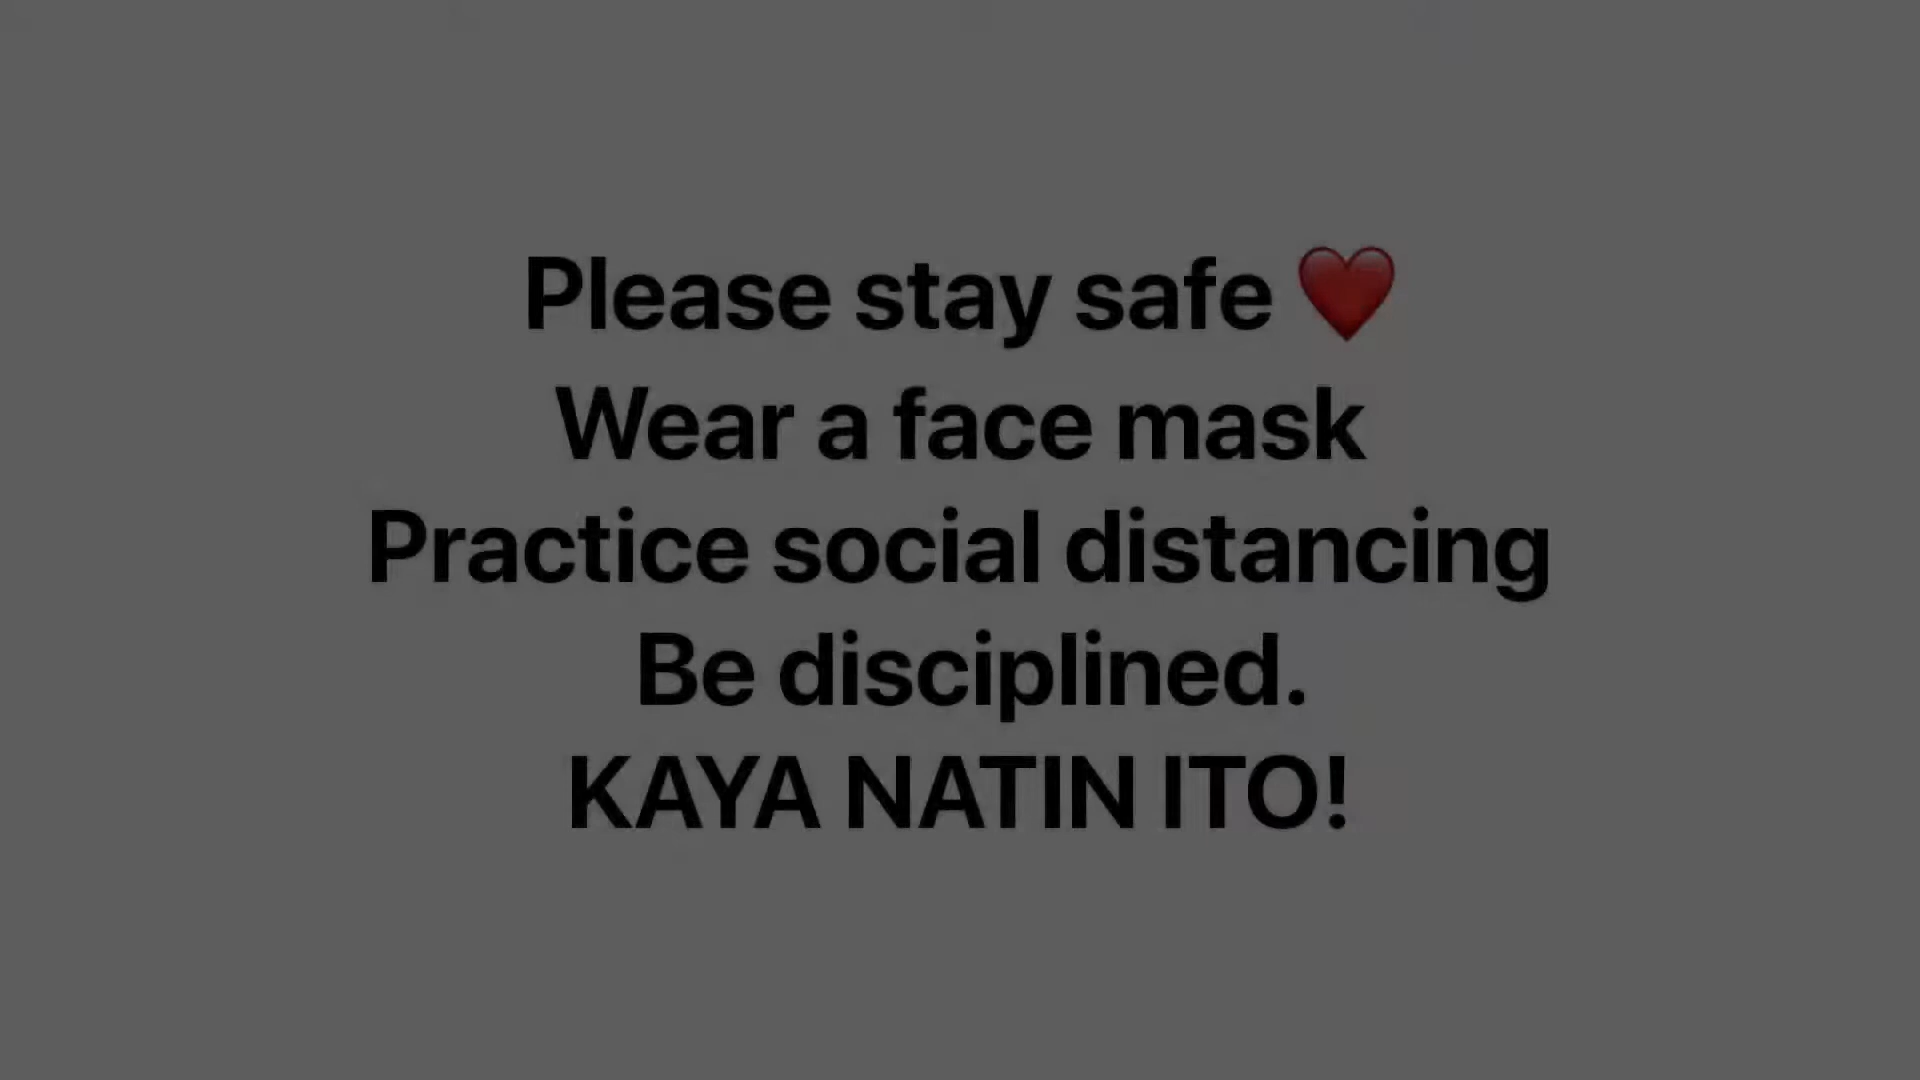 Please stay safe ❤️
Wear a face mask
Practice social distancing
Be disciplined.
KAYA NATIN ITO!